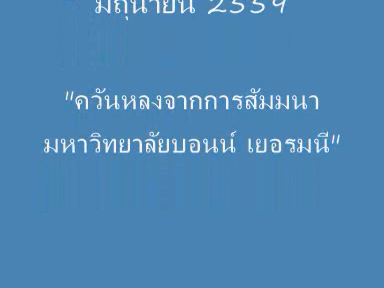 มิถุนายน 2559
"ควันหลงจากการสัมมนา
มหาวิทยาลัยบอนน์ เยอรมนี"